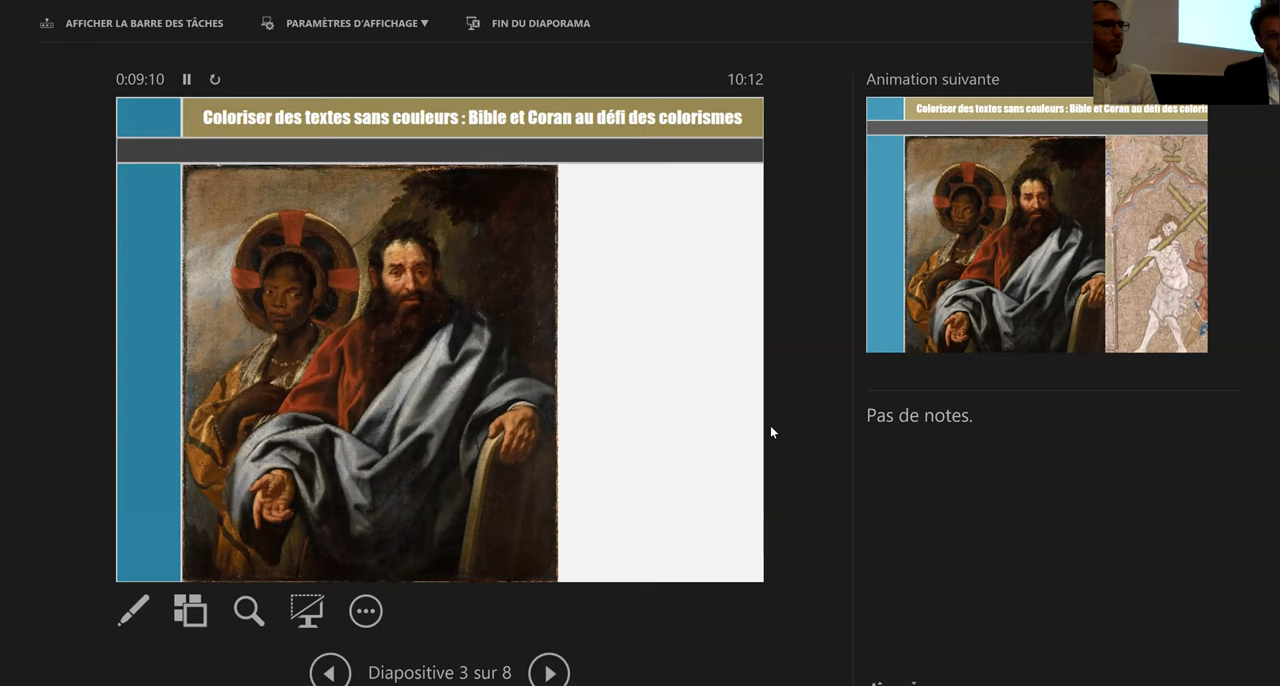 AFFICHER LA BARRE DES TÂCHES
PARAMÈTRES D'AFFICHAGE ▼
FIN DU DIAPORAMA
0:09:10
10:12
Animation suivante
Coloriser des textes sans couleurs : Bible et Coran au défi des colorismes
Coloriser des textes sans couleurs : Bible et Coran au défi des coloris
Pas de notes.
Diapositive 3 sur 8